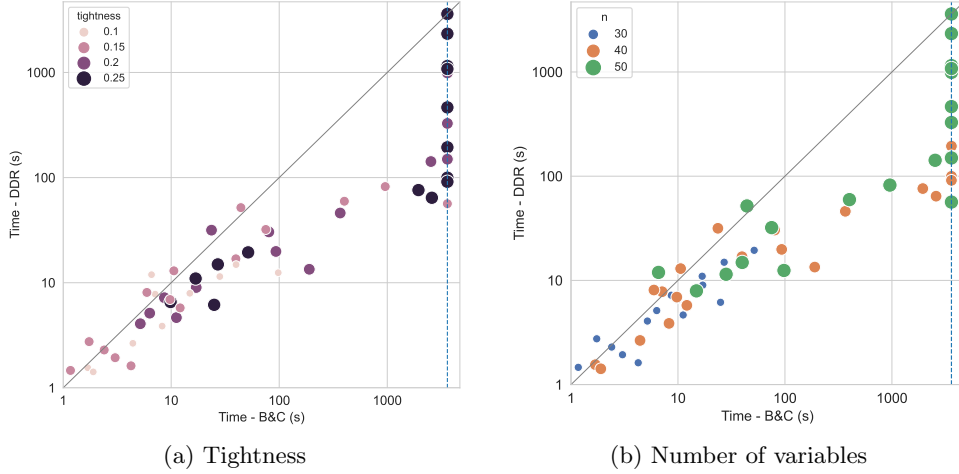 tightness
0.1
0.15
0.2
0.25
1000
100
10
1
Time - DDR (s)
1
10
100
1000
Time - B&C (s)
(a) Tightness
n
30
40
50
1000
100
10
1
Time - DDR (s)
1
10
100
1000
Time - B&C (s)
(b) Number of variables